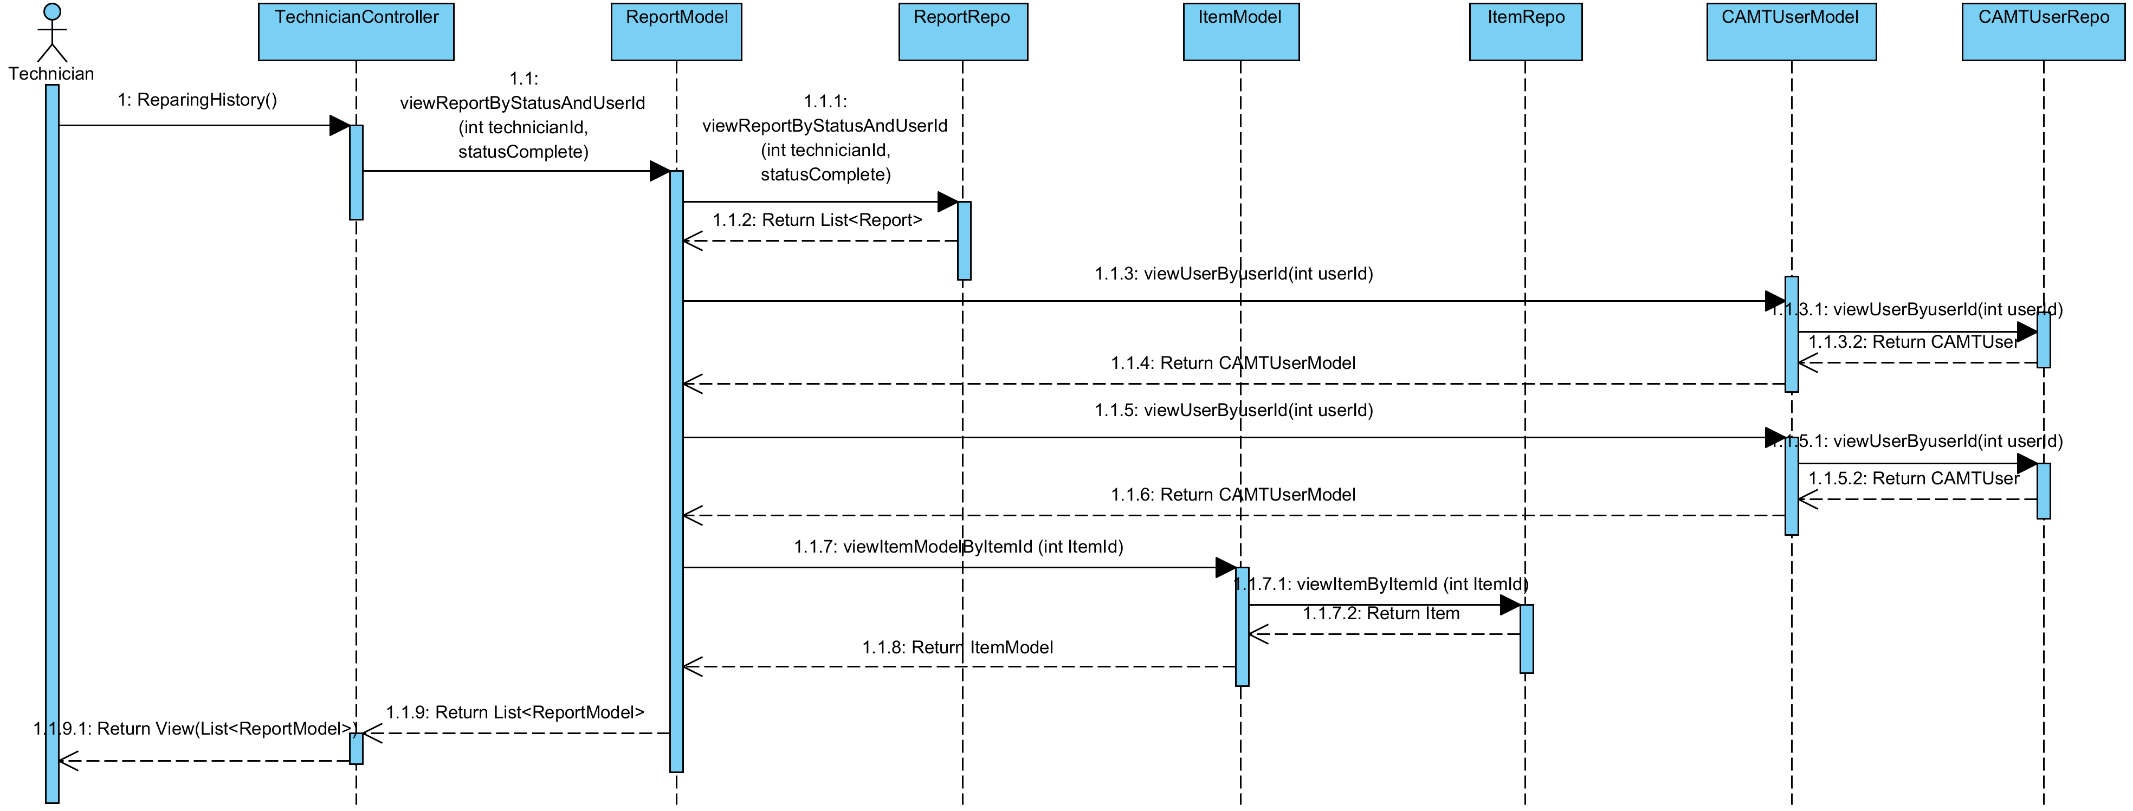 TechnicianController
ReportModel
ReportRepo
ItemModel
ItemRepo
CAMTUserModel
CAMTUserRepo
Technician
1: ReparingHistory()
1.1:
viewReportByStatusAndUserId
(int technicianId,
statusComplete)
1.1.1:
viewReportByStatusAndUserId
(int technicianId,
statusComplete)
1.1.2: Return List<Report>
1.1.3: viewUserByuserId(int userId)
1.1.3.1: viewUserByuserId(int userId)
1.1.3.2: Return CAMTUser
1.1.4: Return CAMTUserModel
1.1.5: viewUserByuserId(int userId)
1.1.5.1: viewUserByuserId(int userId)
1.1.5.2: Return CAMTUser
1.1.6: Return CAMTUserModel
1.1.7: viewItemModelByItemId (int ItemId)
1.1.7.1: viewItemByItemId (int ItemId)
1.1.7.2: Return Item
1.1.8: Return ItemModel
1.1.9: Return List<ReportModel>
1.1.9.1: Return View(List<ReportModel>)